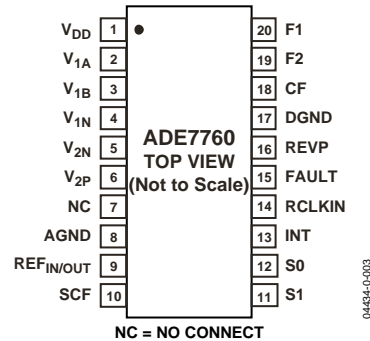 VDD 1 20 F1
V1A 2 19 F2
V1B 3 18 CF
V1N 4 17 DGND
V2N 5 ADE7760 16 REVP
V2P 6 TOP VIEW (Not to Scale) 15 FAULT
NC 7 14 RCLKIN
AGND 8 13 INT
REFIN/OUT 9 12 S0
SCF 10 11 S1
NC = NO CONNECT
04434-0-003